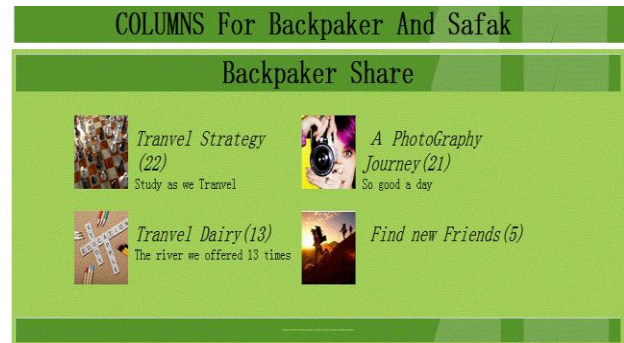 COLUMNS For Backpaker And Safak
Backpaker Share
Tranvel Strategy
(22)
Study as we Tranvel
A PhotoGraphy
Journey(21)
So good a day
Tranvel Dairy(13)
The river we offered 13 times
Find new Friends(5)
EDUCATION